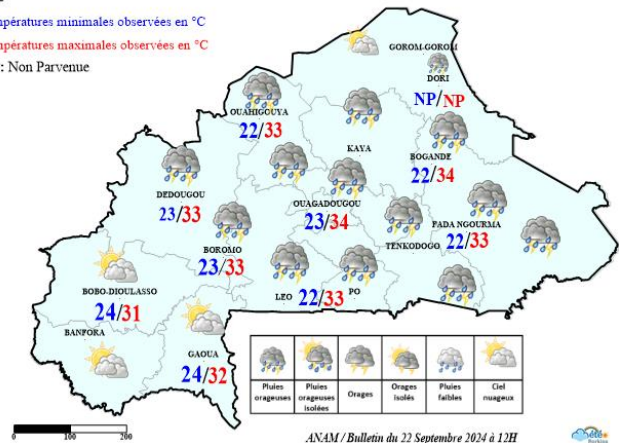 mpératures minimales observées en °C
mpératures maximales observées en °C
: Non Parvenue
GOROM-GOROM
DORI
NP/NP
OUAHIGOUYA
22/33
KAYA
BOGANDE
22/34
DEDOUGOU
23/33
OUAGADOUGOU
23/34
FADA NGOURMA
22/33
TENKODOGO
BOROMO
23/33
LEO
22/33
PO
BOBO-DIOULASSO
24/31
BANFORA
GAOUA
24/32
Pluies orageuses
Pluies orageuses isolées
Orages
Orages isolés
Pluies faibles
Ciel nuageux
0 100 200
ANAM / Bulletin du 22 Septembre 2024 à 12H